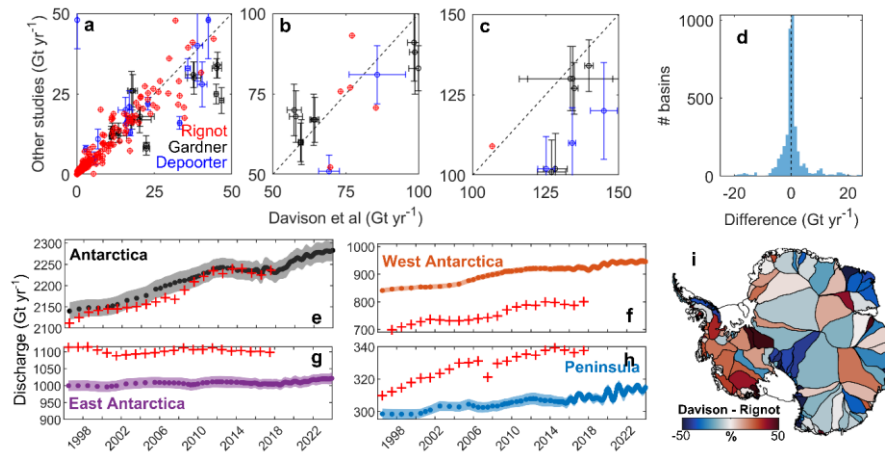 a
b
c
d
Other studies (Gt yr-1)
50
25
0
0
25
50
Rignot
Gardner
Depoorter
100
75
50
50
75
100
150
125
100
100
125
150
Davison et al (Gt yr-1)
# basins
1000
500
0
-20
0
20
Difference (Gt yr-1)
Discharge (Gt yr-1)
Antarctica
2300
2250
2200
2150
2100
e
West Antarctica
1000
900
800
700
f
g
1100
1050
1000
950
900
East Antarctica
1998
2002
2006
2010
2014
2018
2022
h
340
320
300
Peninsula
1998
2002
2006
2010
2014
2018
2022
i
Davison - Rignot
-50
%
50